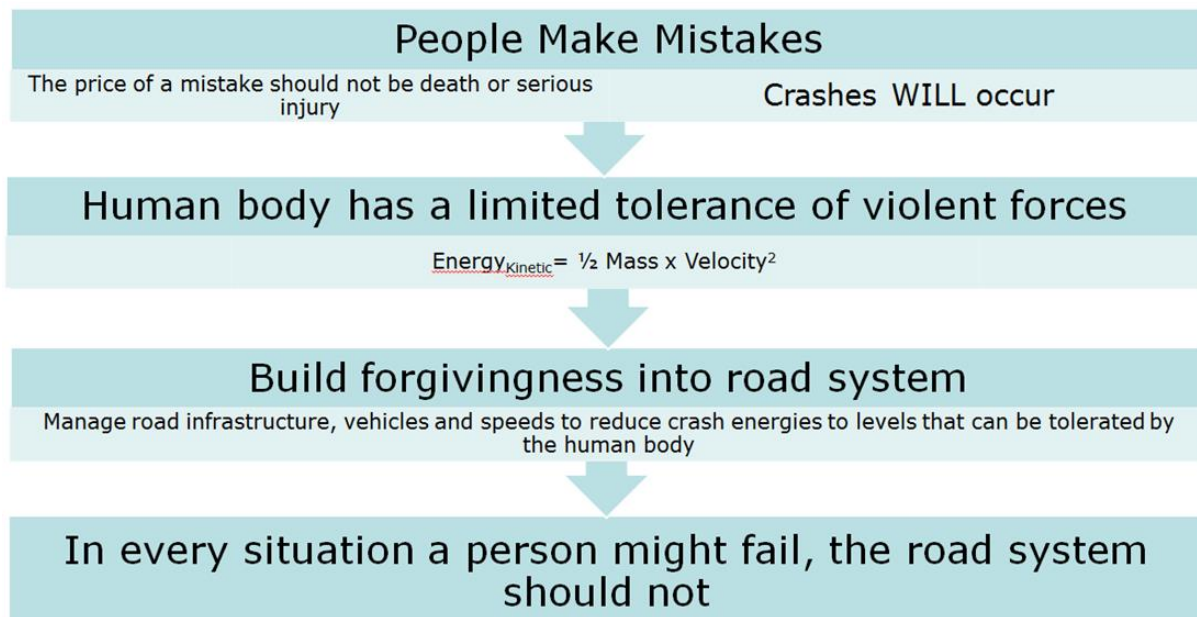 People Make Mistakes
The price of a mistake should not be death or serious
injury
Crashes WILL occur
Human body has a limited tolerance of violent forces
Energy Kinetic= ½ Mass x Velocity²
Build forgivingness into road system
Manage road infrastructure, vehicles and speeds to reduce crash energies to levels that can be tolerated by
the human body
In every situation a person might fail, the road system
should not